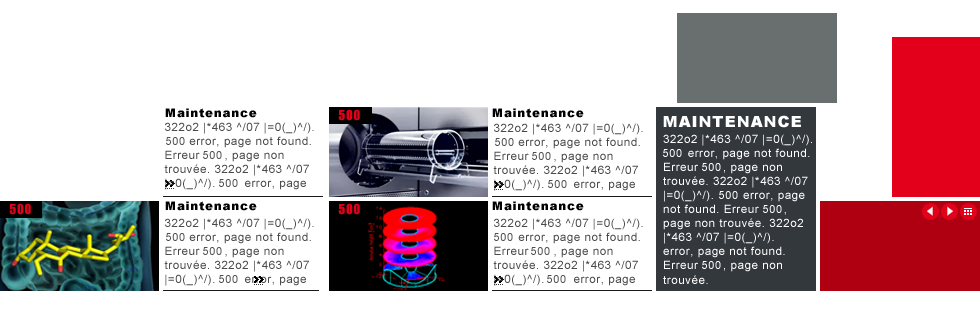 Maintenance
322o2 |*463 ^/07 |=0(_)^/).
500 error, page not found.
Erreur 500, page non
trouvée. 322o2 |*463 ^/07
0(_)^/). 500 error, page
500
Maintenance
322o2 |*463 ^/07 |=0(_)^/).
500 error, page not found.
Erreur 500, page non
trouvée. 322o2 |*463 ^/07
0(_)^/). 500 error, page
MAINTENANCE
322o2 |*463 ^/07 |=0(_)^/).
500 error, page not found.
Erreur 500, page non
trouvée. 322o2 |*463 ^/07
|=0(_)^/). 500 error, page
not found. Erreur 500,
page non trouvée. 322o2
|*463 ^/07 |=0(_)^/).
error, page not found.
Erreur 500, page non
trouvée.
500
Maintenance
322o2 |*463 ^/07 |=0(_)^/).
500 error, page not found.
Erreur 500, page non
trouvée. 322o2 |*463 ^/07
|=0(_)^/). 500 error, page
500
Maintenance
322o2 |*463 ^/07 |=0(_)^/).
500 error, page not found.
Erreur 500, page non
trouvée. 322o2 |*463 ^/07
0(_)^/). 500 error, page